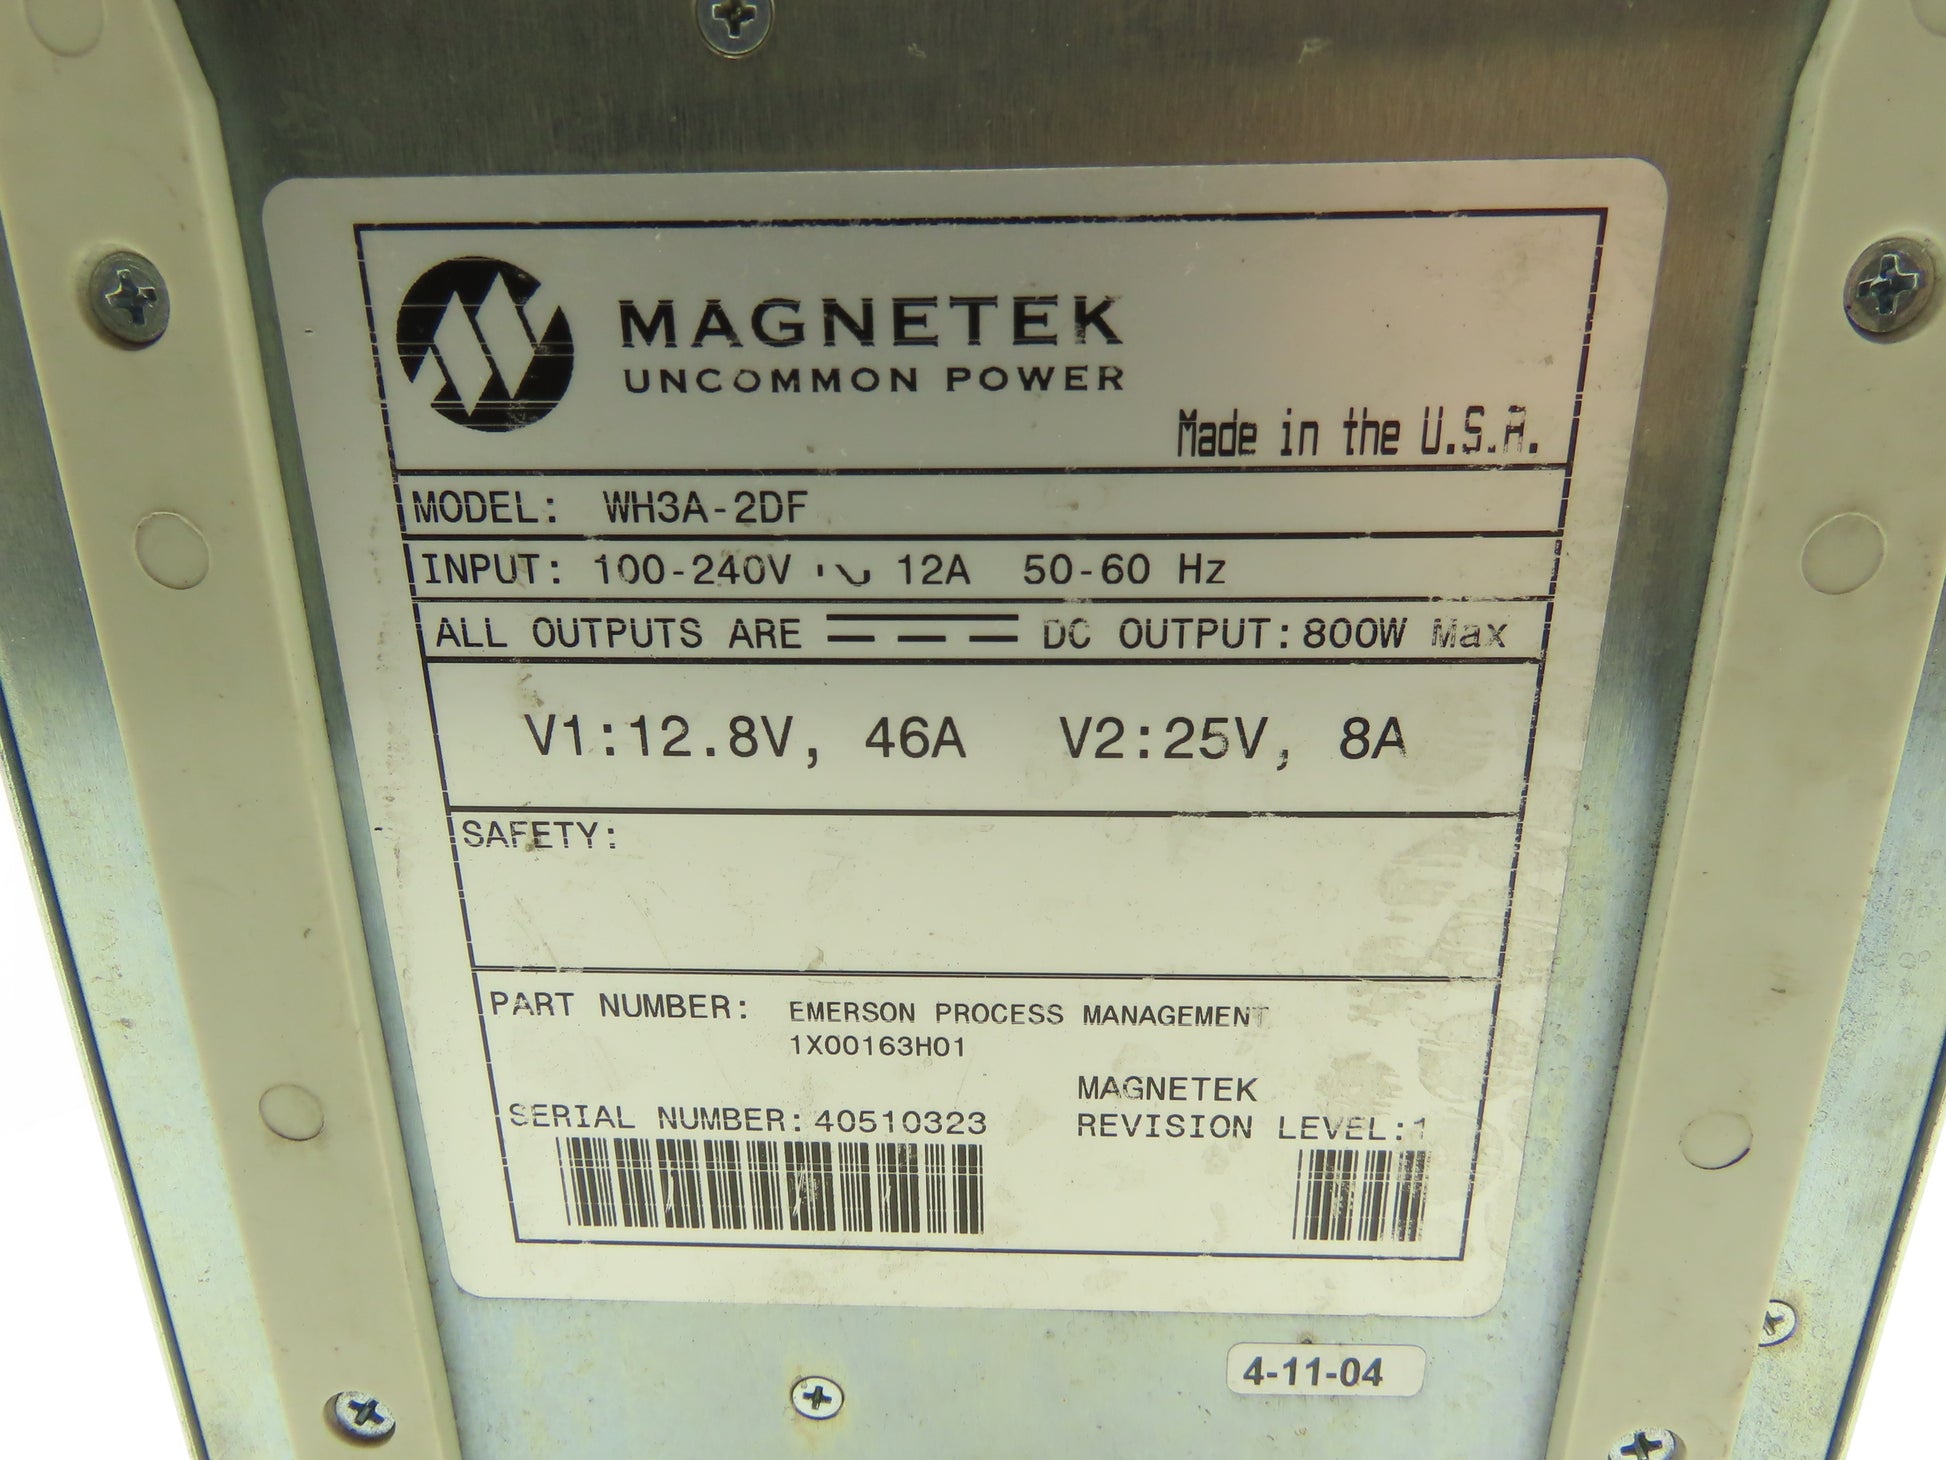 MAGNETEK
UNCOMMON POWER
Made in the U.S.A.
MODEL: WH3A-2DF
INPUT: 100-240V 12A 50-60 Hz
ALL OUTPUTS ARE DC OUTPUT:800W Max
V1:12.8V, 46A V2:25V, 8A
SAFETY:
PART NUMBER: EMERSON PROCESS MANAGEMENT
1X00163H01
MAGNETEK
SERIAL NUMBER:40510323
REVISION LEVEL:1
4-11-04